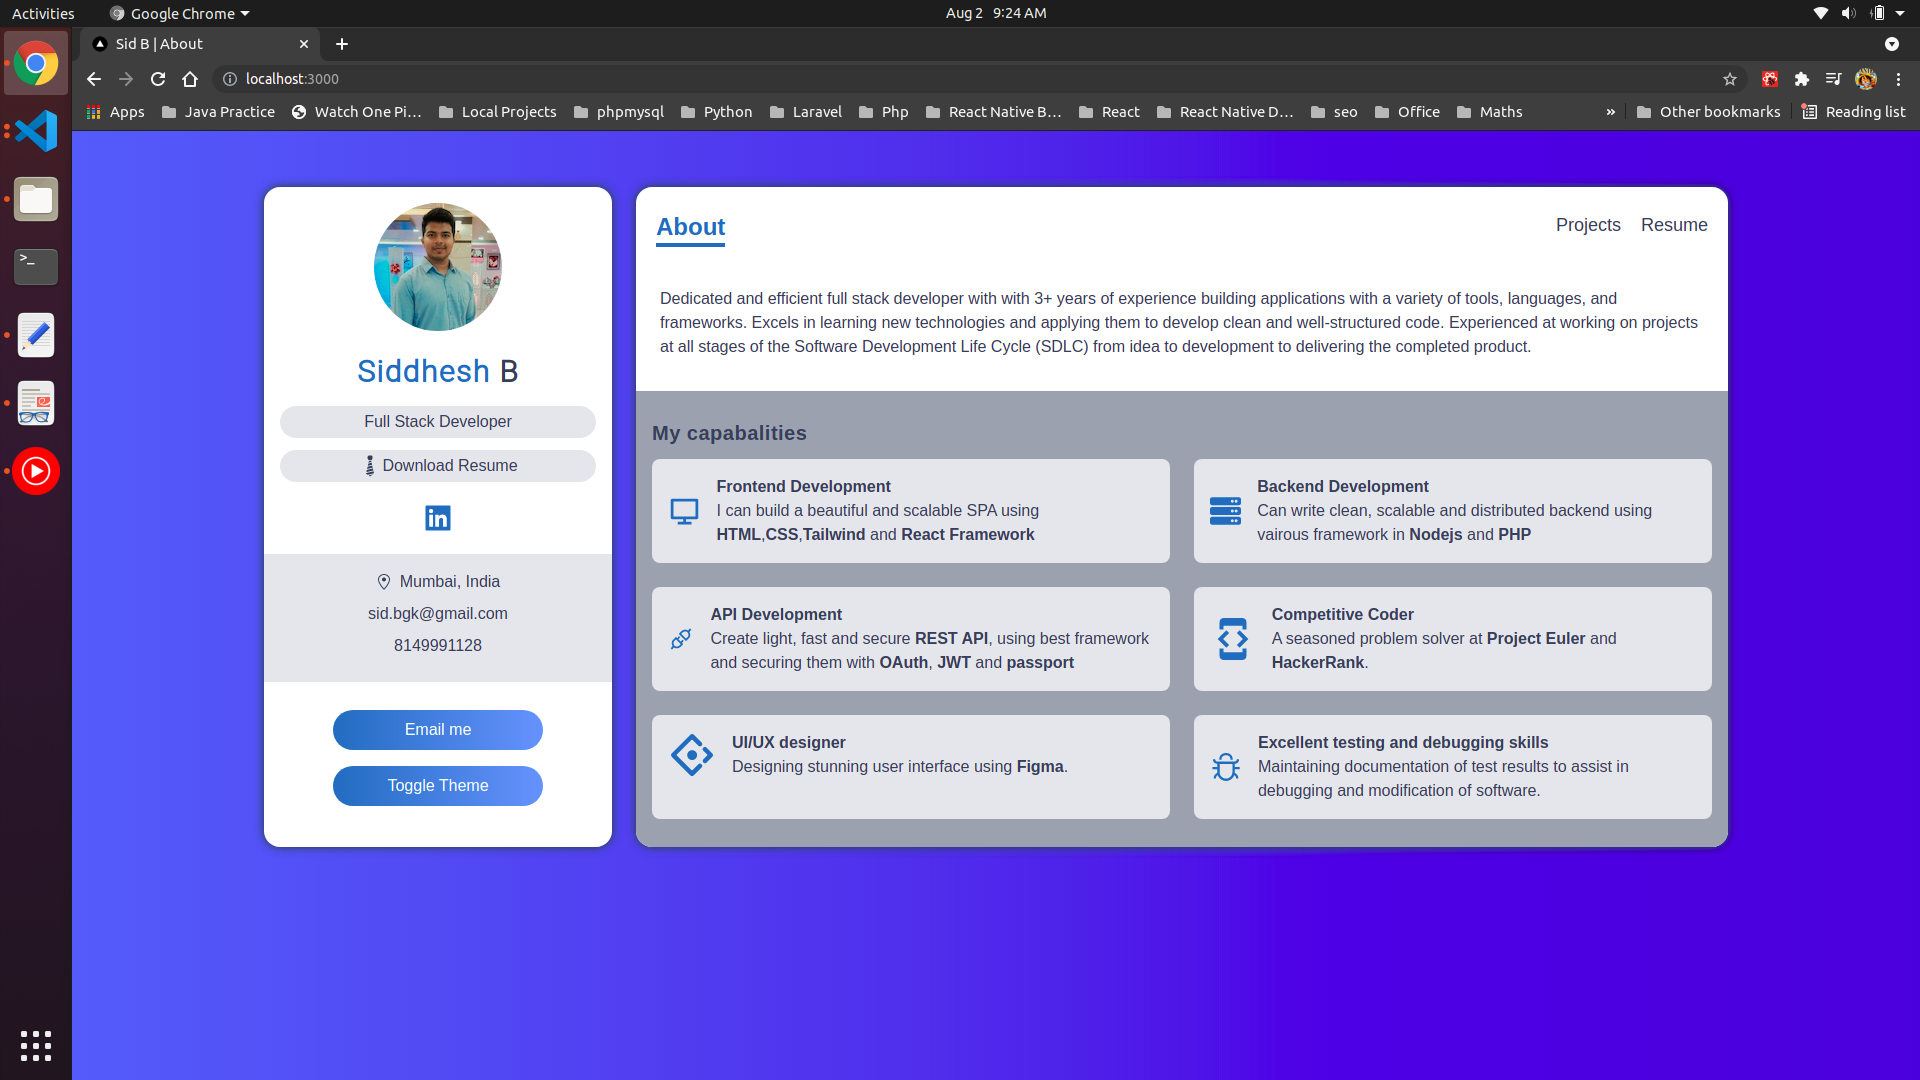 Activities
Google Chrome
Aug 2 9:24 AM
Sid B | About
localhost:3000
Apps
Java Practice
Watch One Pi…
Local Projects
phpmysql
Python
Laravel
Php
React Native B…
React
React Native D…
seo
Office
Maths
»
Other bookmarks
Reading list
>_
Siddhesh B
Full Stack Developer
Download Resume
in
Mumbai, India
sid.bgk@gmail.com
8149991128
Email me
Toggle Theme
About
Projects
Resume
Dedicated and efficient full stack developer with with 3+ years of experience building applications with a variety of tools, languages, and
frameworks. Excels in learning new technologies and applying them to develop clean and well-structured code. Experienced at working on projects
at all stages of the Software Development Life Cycle (SDLC) from idea to development to delivering the completed product.
My capabalities
Frontend Development
I can build a beautiful and scalable SPA using
HTML,CSS,Tailwind and React Framework
Backend Development
Can write clean, scalable and distributed backend using
vairous framework in Nodejs and PHP
API Development
Create light, fast and secure REST API, using best framework
and securing them with OAuth, JWT and passport
Competitive Coder
A seasoned problem solver at Project Euler and
HackerRank.
UI/UX designer
Designing stunning user interface using Figma.
Excellent testing and debugging skills
Maintaining documentation of test results to assist in
debugging and modification of software.